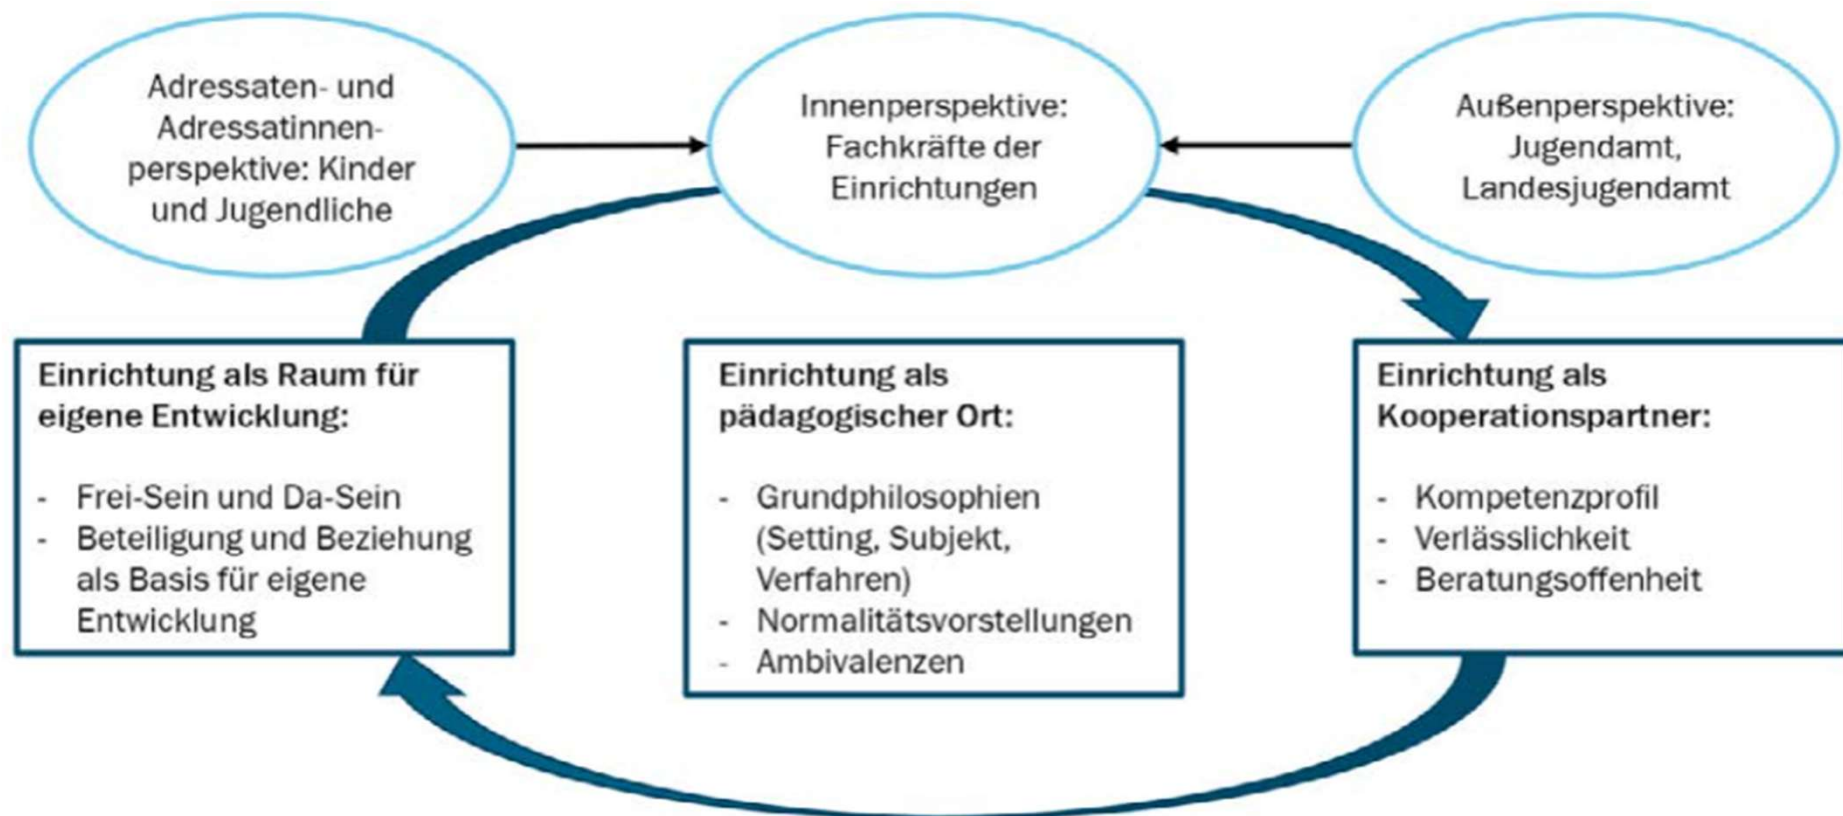 Adressaten- und
Adressatinnen-
perspektive: Kinder
und Jugendliche
Innenperspektive:
Fachkräfte der
Einrichtungen
Außenperspektive:
Jugendamt,
Landesjugendamt
Einrichtung als Raum für
eigene Entwicklung:
- Frei-Sein und Da-Sein
- Beteiligung und Beziehung
als Basis für eigene
Entwicklung
Einrichtung als
pädagogischer Ort:
- Grundphilosophien
(Setting, Subjekt,
Verfahren)
- Normalitätsvorstellungen
- Ambivalenzen
Einrichtung als
Kooperationspartner:
- Kompetenzprofil
- Verlässlichkeit
- Beratungsoffenheit